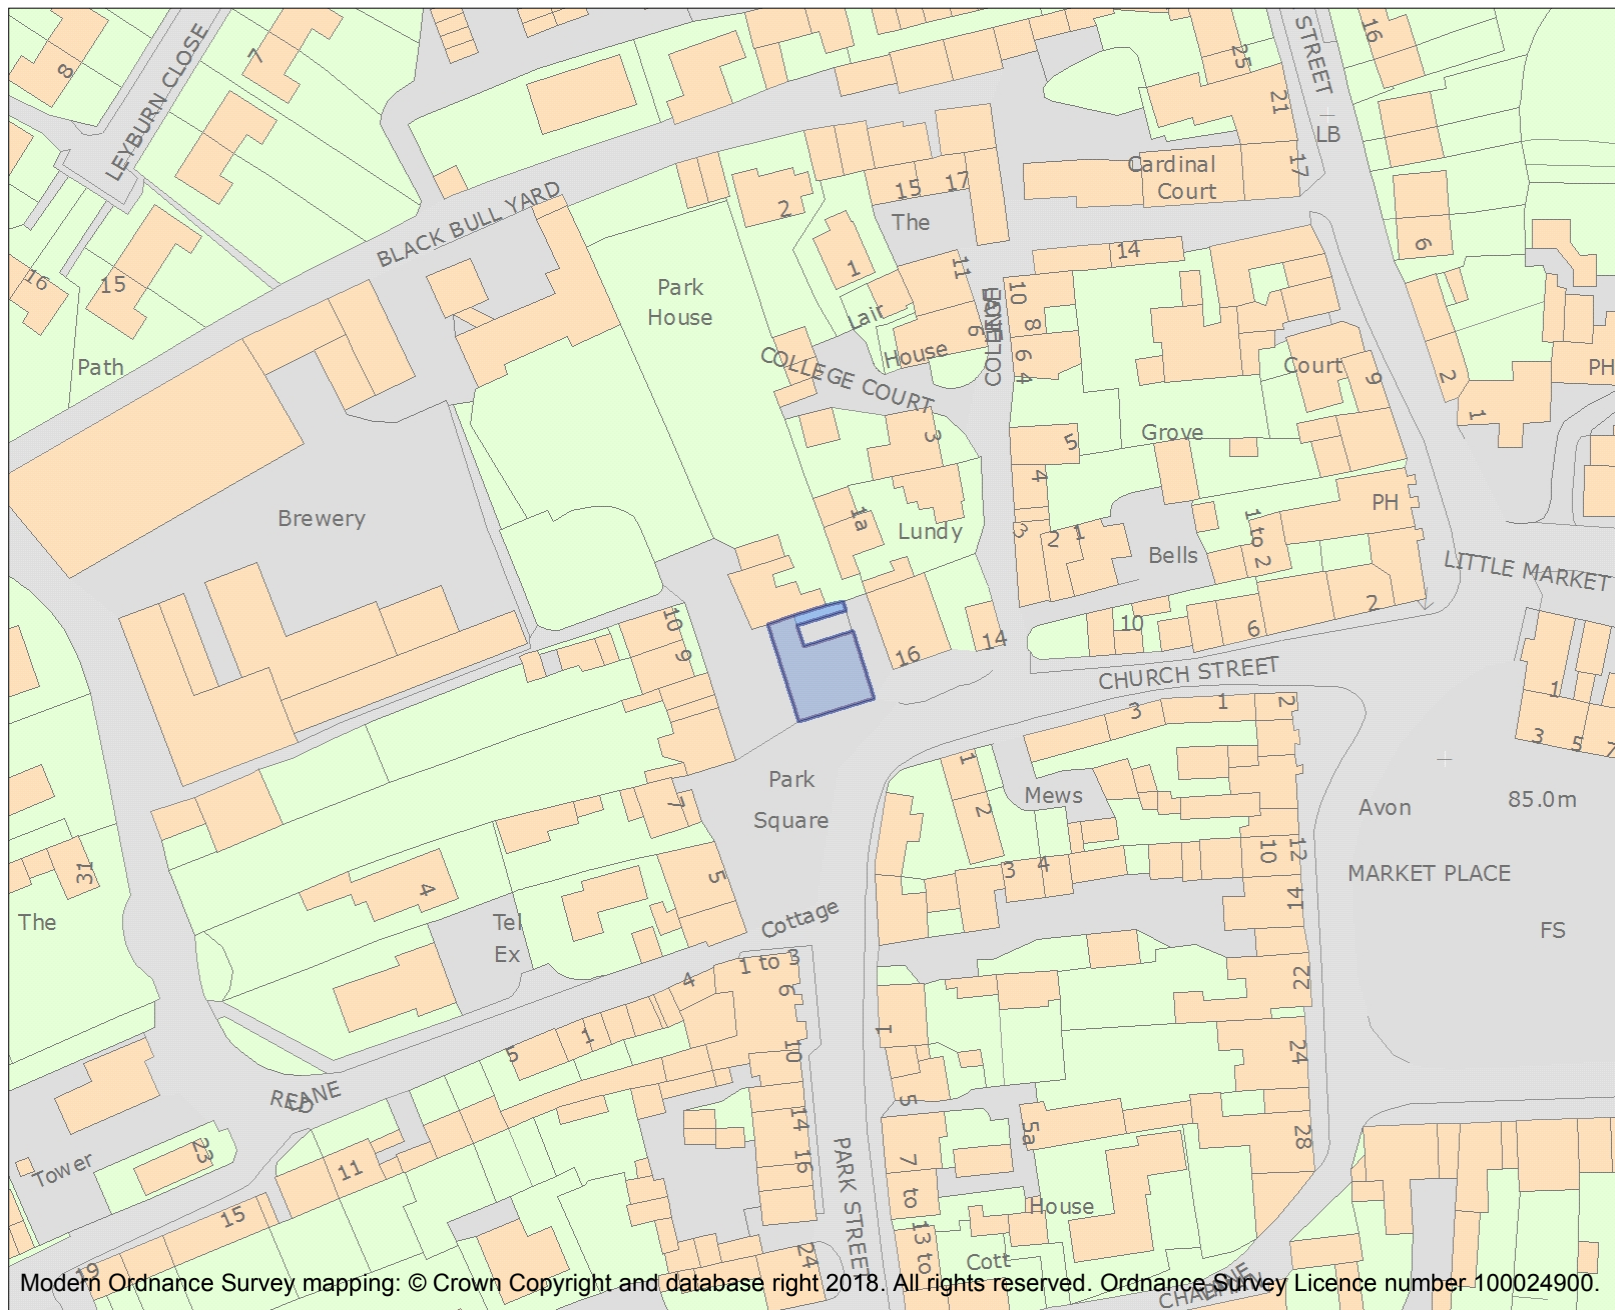 STREET
16
25
7
8
LEYBURN CLOSE
21
LB
17
Cardinal
Court
15
17
2
The
BLACK BULL YARD
6
14
1
11
16
15
Park
House
10
Lair
8
6
House
COLLEGE COURT
6
4
Path
Court
9
2
PH
1
3
5
Grove
4
1a
PH
Brewery
Lundy
3
2
1
Bells
1 to 2
LITTLE MARKET
2
10
10
6
9
14
16
CHURCH STREET
1
3
1
2
3
5
7
1
Park
Square
7
2
Mews
Avon
85.0m
12
10
3
4
MARKET PLACE
31
4
5
14
The
Tel
Ex
Cottage
FS
1 to 3
4
6
22
1
1
5
10
24
5
14
5a
28
23
Tower
11
16
7
to
PARK STREET
House
15
13 to
24
Cott
19
Modern Ordnance Survey mapping: © Crown Copyright and database right 2018. All rights reserved. Ordnance Survey Licence number 100024900.